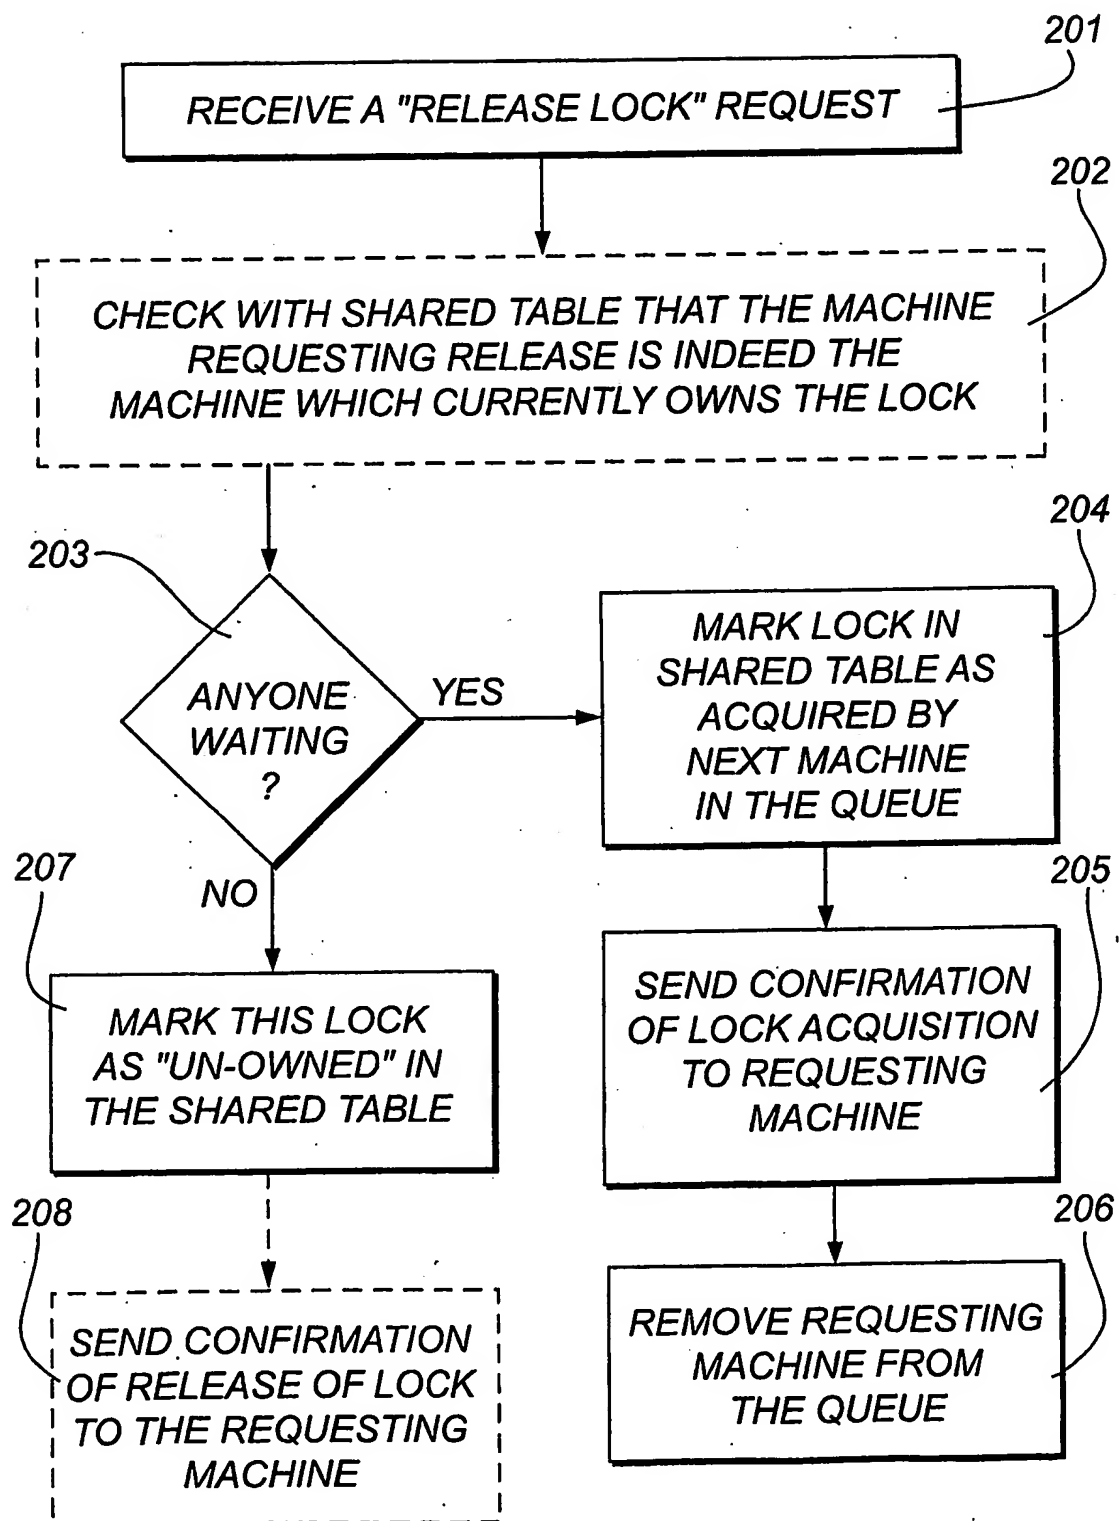 201
RECEIVE A "RELEASE LOCK" REQUEST
202
CHECK WITH SHARED TABLE THAT THE MACHINE
REQUESTING RELEASE IS INDEED THE
MACHINE WHICH CURRENTLY OWNS THE LOCK
203
ANYONE
WAITING
?
YES
204
MARK LOCK IN
SHARED TABLE AS
ACQUIRED BY
NEXT MACHINE
IN THE QUEUE
NO
205
SEND CONFIRMATION
OF LOCK ACQUISITION
TO REQUESTING
MACHINE
206
REMOVE REQUESTING
MACHINE FROM
THE QUEUE
207
MARK THIS LOCK
AS "UN-OWNED" IN
THE SHARED TABLE
208
SEND CONFIRMATION
OF RELEASE OF LOCK
TO THE REQUESTING
MACHINE